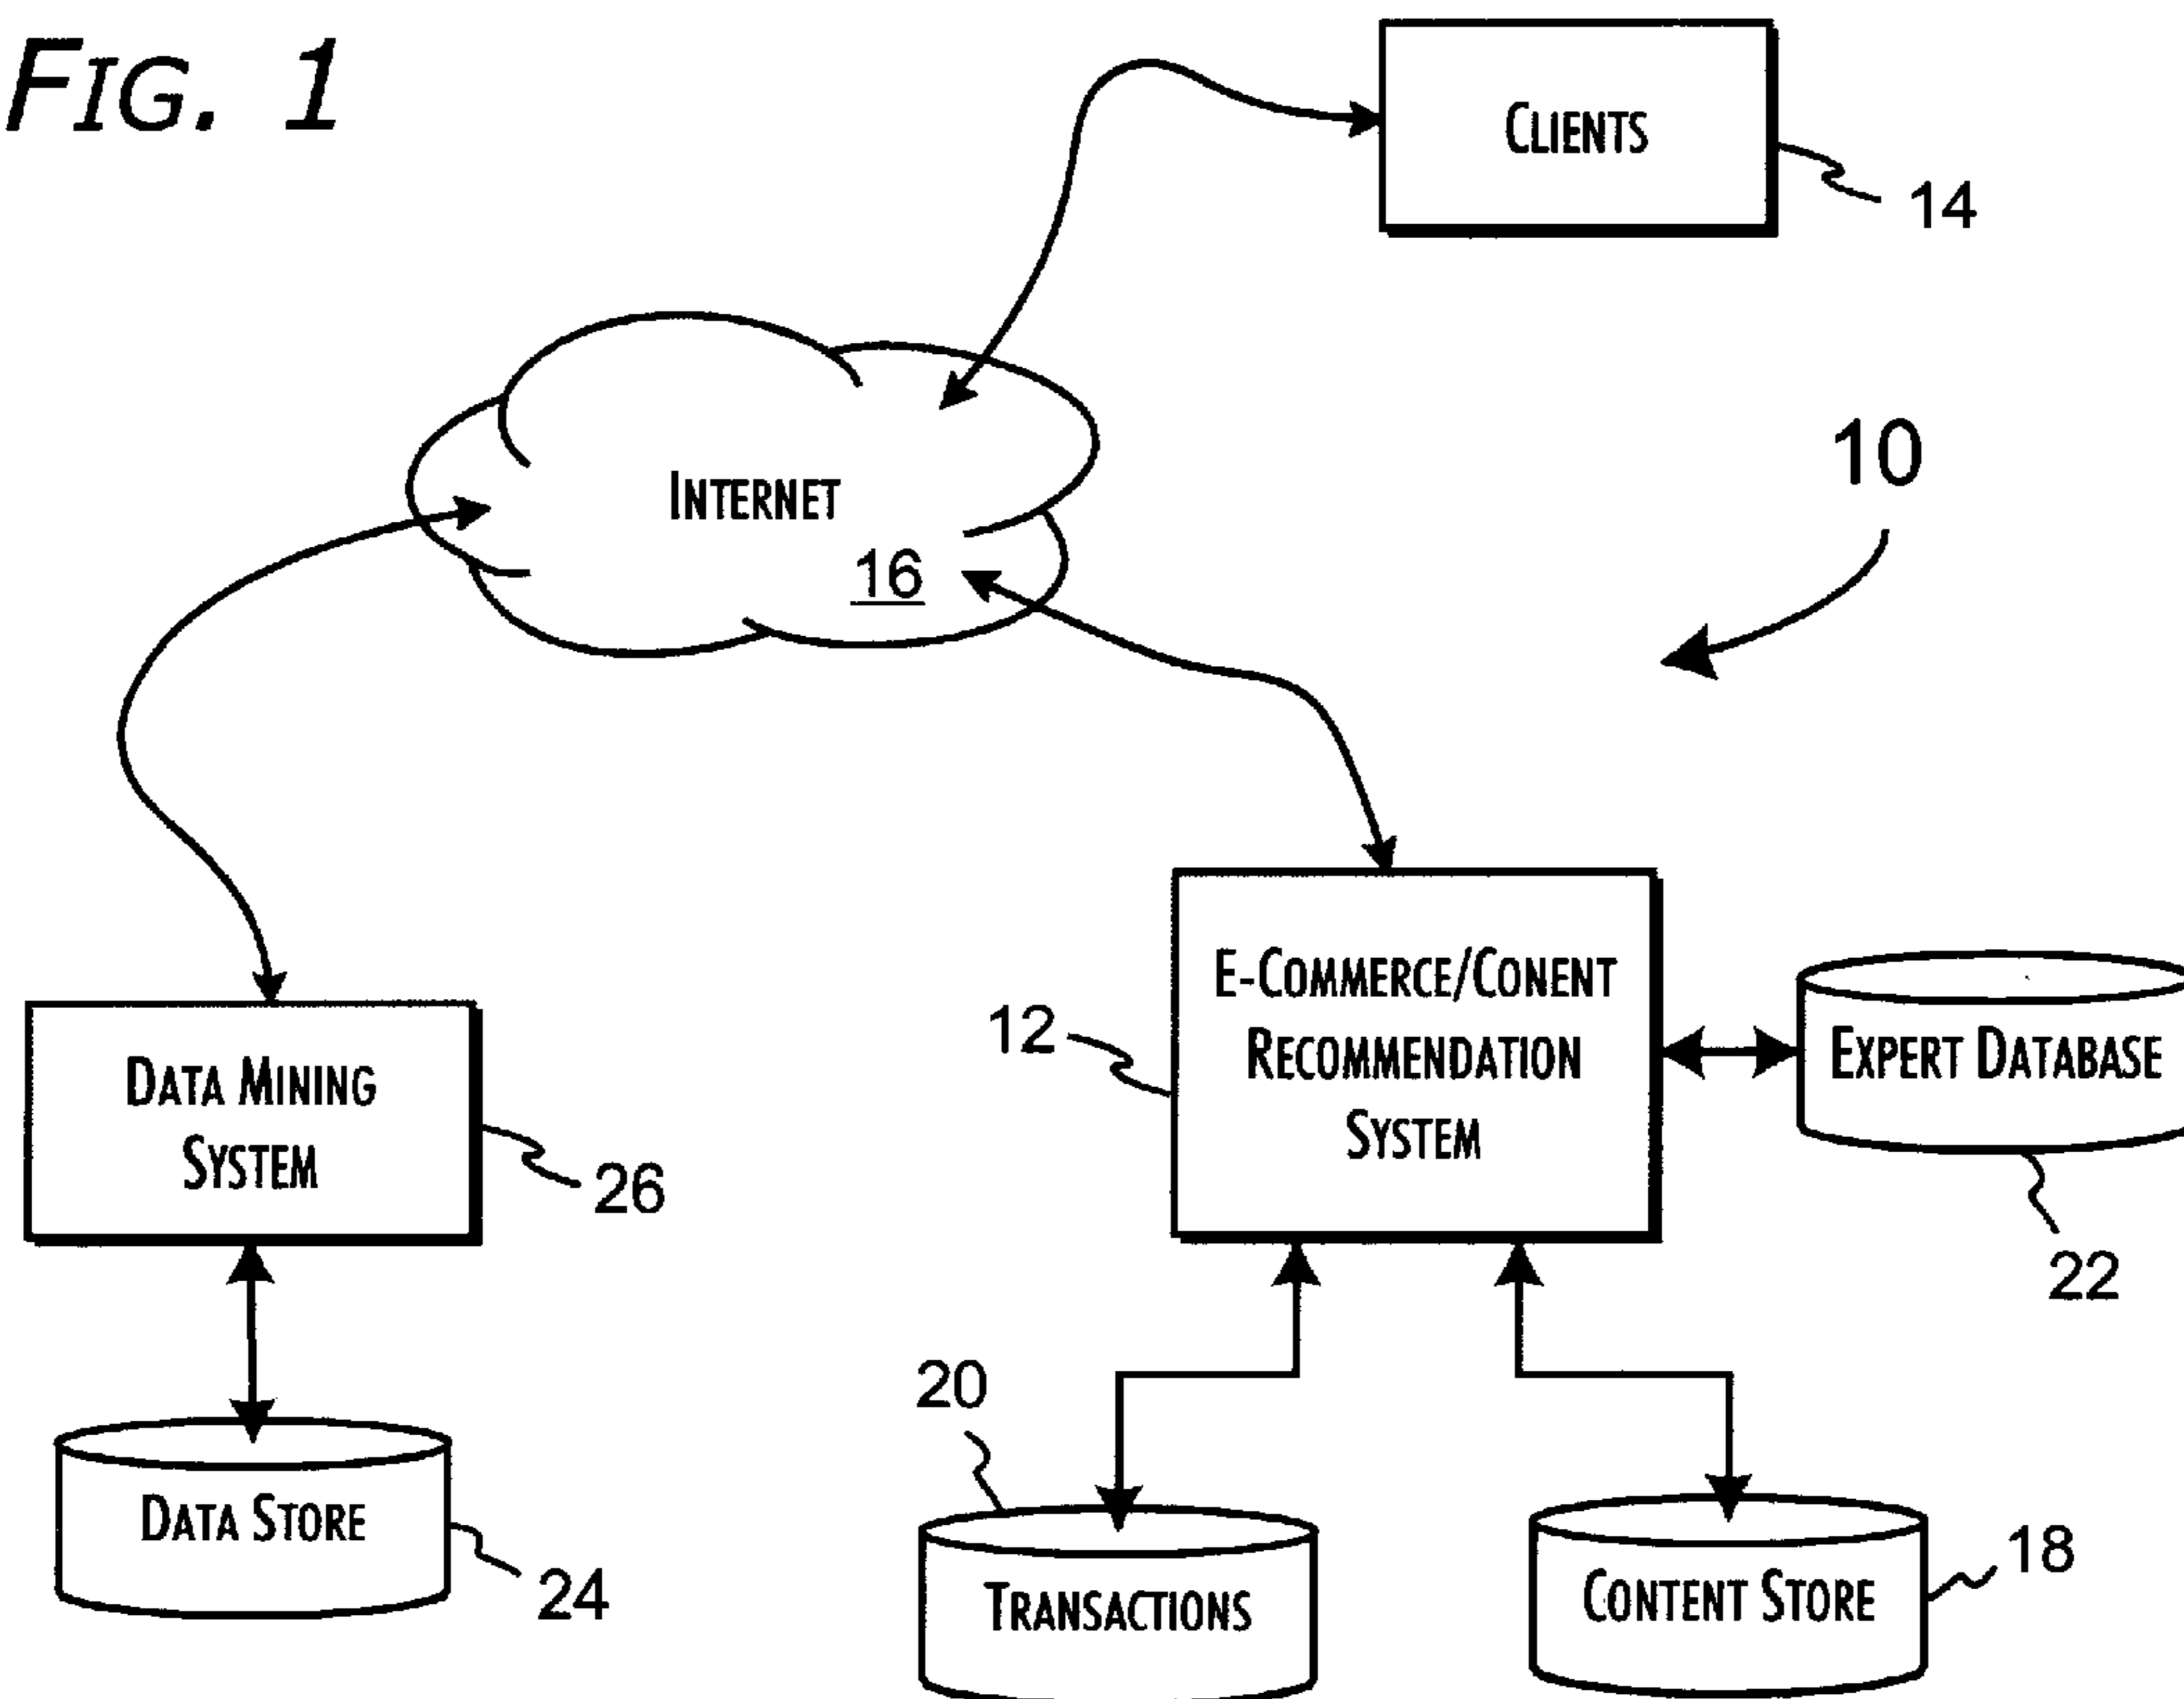 FIG. 1
CLIENTS
14
INTERNET
16
10
E-COMMERCE/CONENT
RECOMMENDATION
SYSTEM
12
EXPERT DATABASE
22
DATA MINING
SYSTEM
26
20
DATA STORE
24
TRANSACTIONS
CONTENT STORE
18